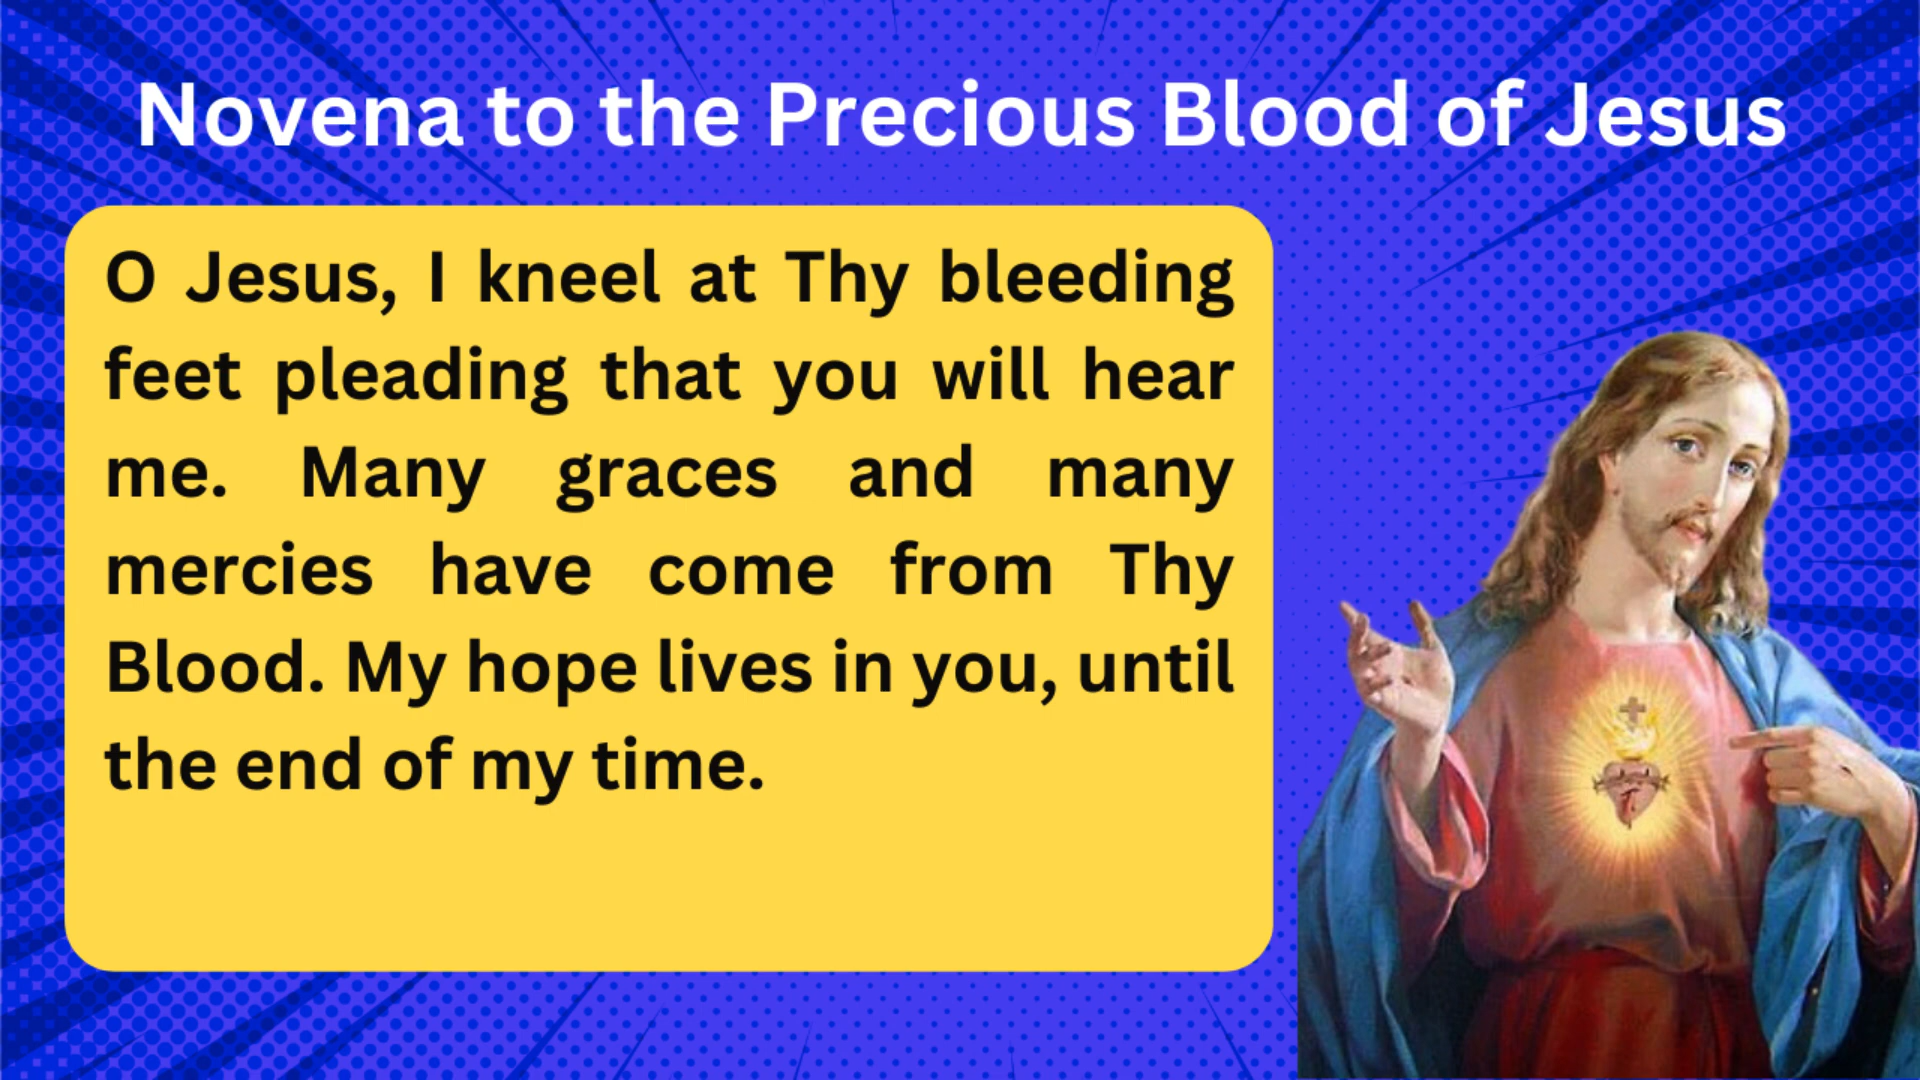 Novena to the Precious Blood of Jesus
O Jesus, I kneel at Thy bleeding
feet pleading that you will hear
me. Many graces and many
mercies have come from Thy
Blood. My hope lives in you, until
the end of my time.